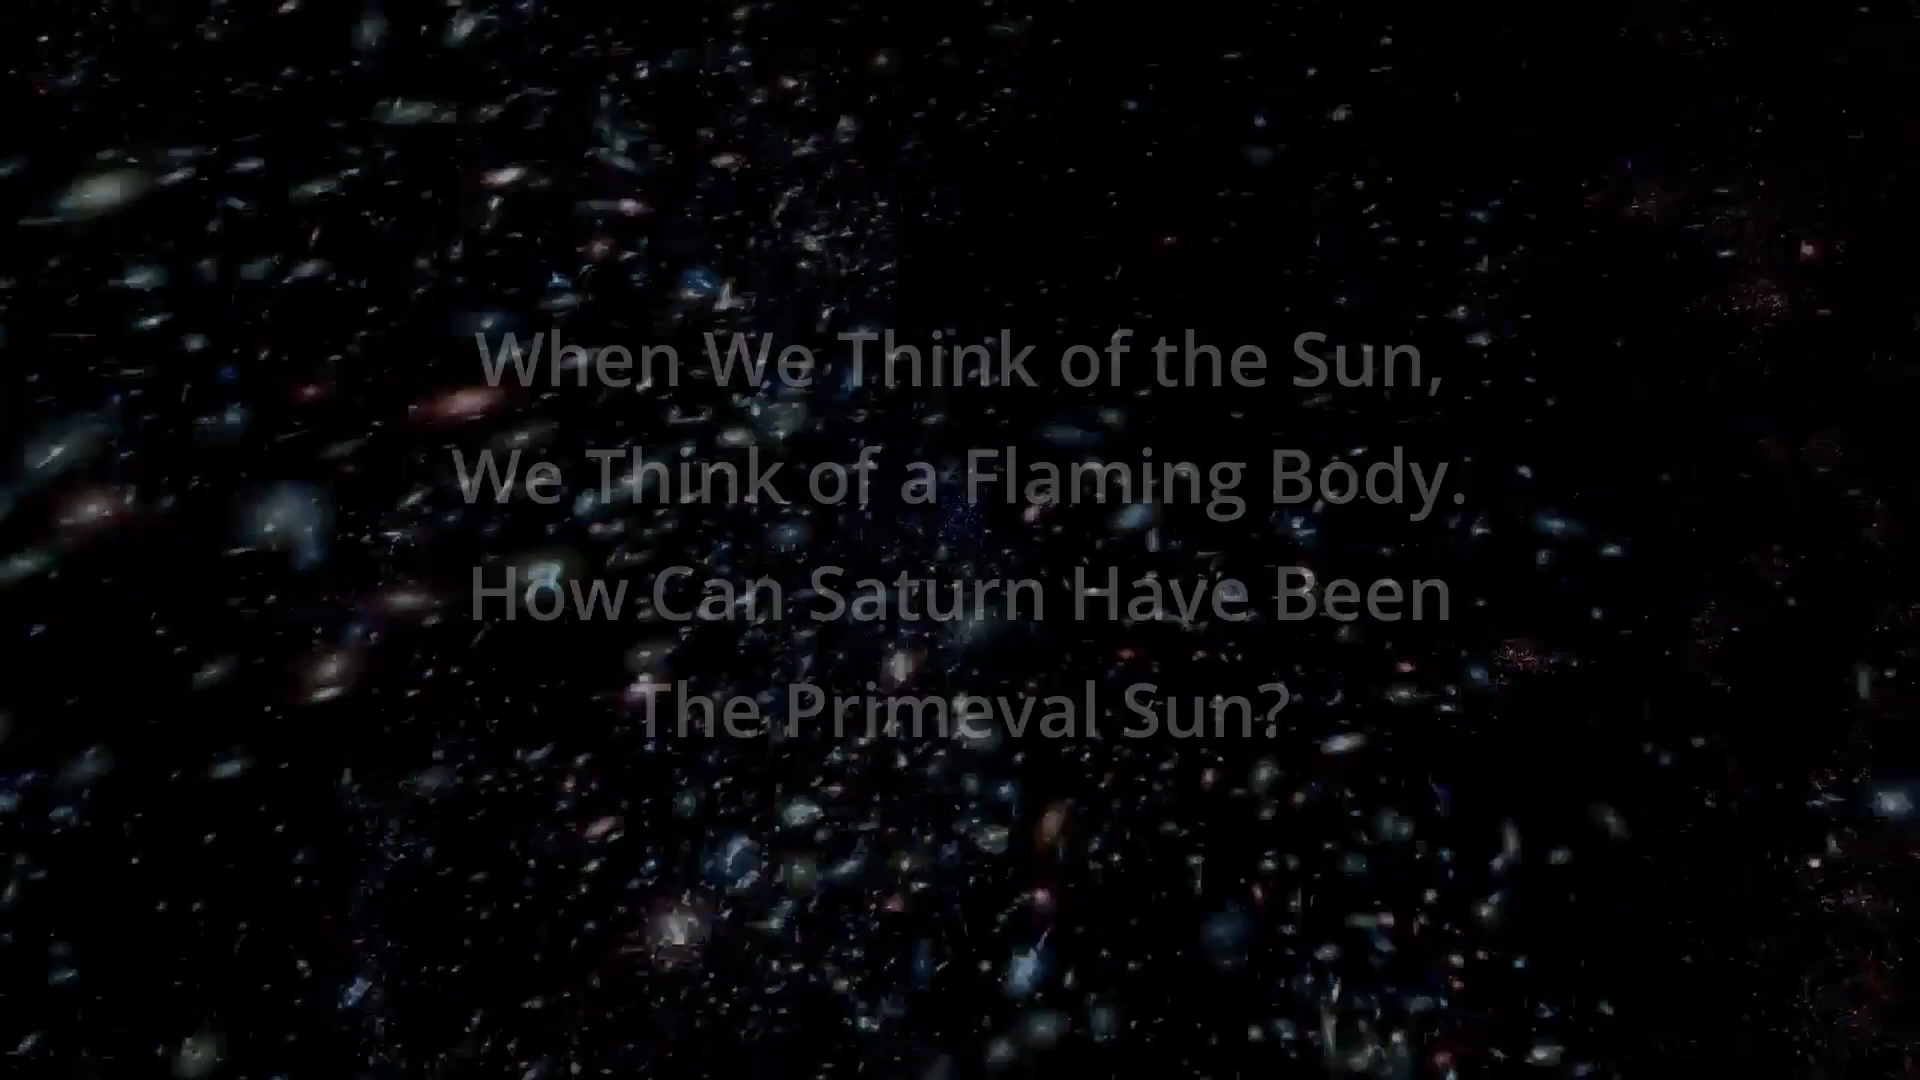 When We Think of the Sun,
We Think of a Flaming Body.
How Can Saturn Have Been
The Primeval Sun?